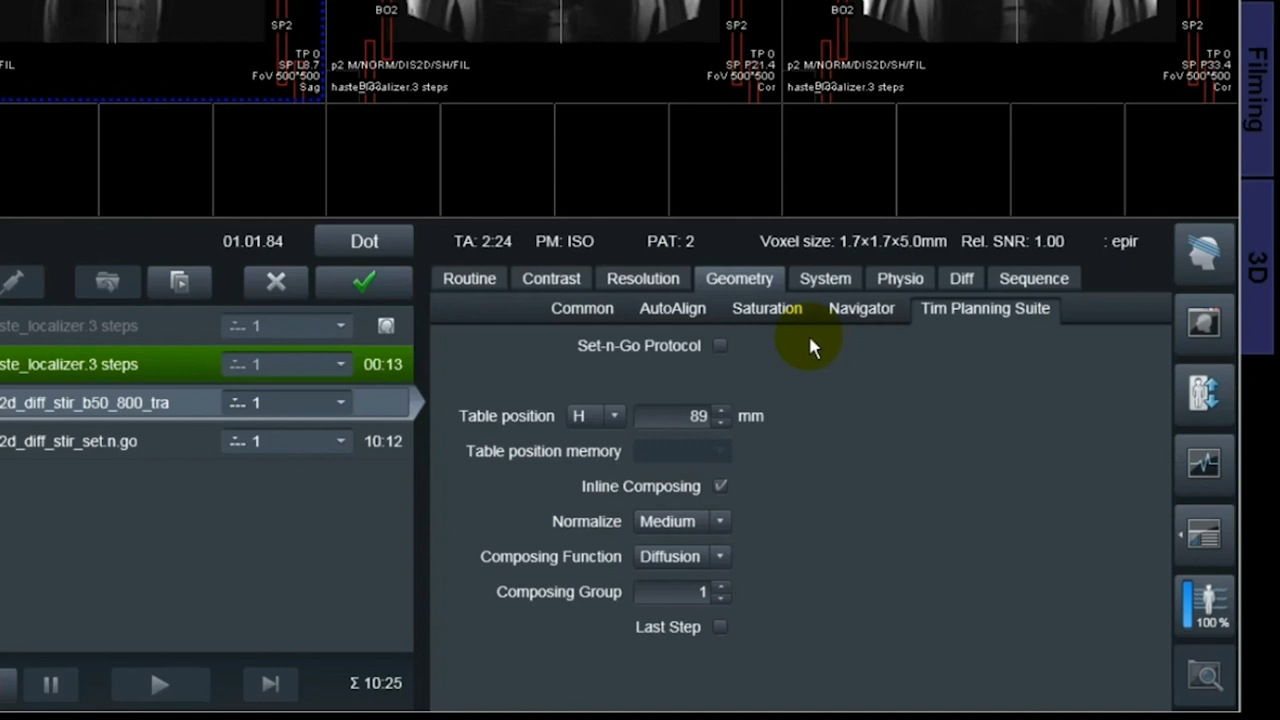 BO2
SP2
BO2
SP2
BO2
SP2
FIL
TP 0
SP L8.7
FoV 500*500
Sag
p2 M/NORM/DIS2D/SH/FIL
TP 0
SP P21.4
FoV 500*500
haste_localizer.3 steps
Cor
p2 M/NORM/DIS2D/SH/FIL
TP 0
SP P33.4
FoV 500*500
haste_localizer.3 steps
Cor
Filming
3D
01.01.84
Dot
TA: 2:24 PM: ISO PAT: 2 Voxel size: 1.7×1.7×5.0mm Rel. SNR: 1.00 : epir
Routine Contrast Resolution Geometry System Physio Diff Sequence
Common AutoAlign Saturation Navigator Tim Planning Suite
ste_localizer.3 steps 1
ste_localizer.3 steps 1 00:13
2d_diff_stir_b50_800_tra 1
2d_diff_stir_set.n.go 1 10:12
Σ 10:25
Set-n-Go Protocol
Table position H 89 mm
Table position memory
Inline Composing
Normalize Medium
Composing Function Diffusion
Composing Group 1
Last Step
100 %